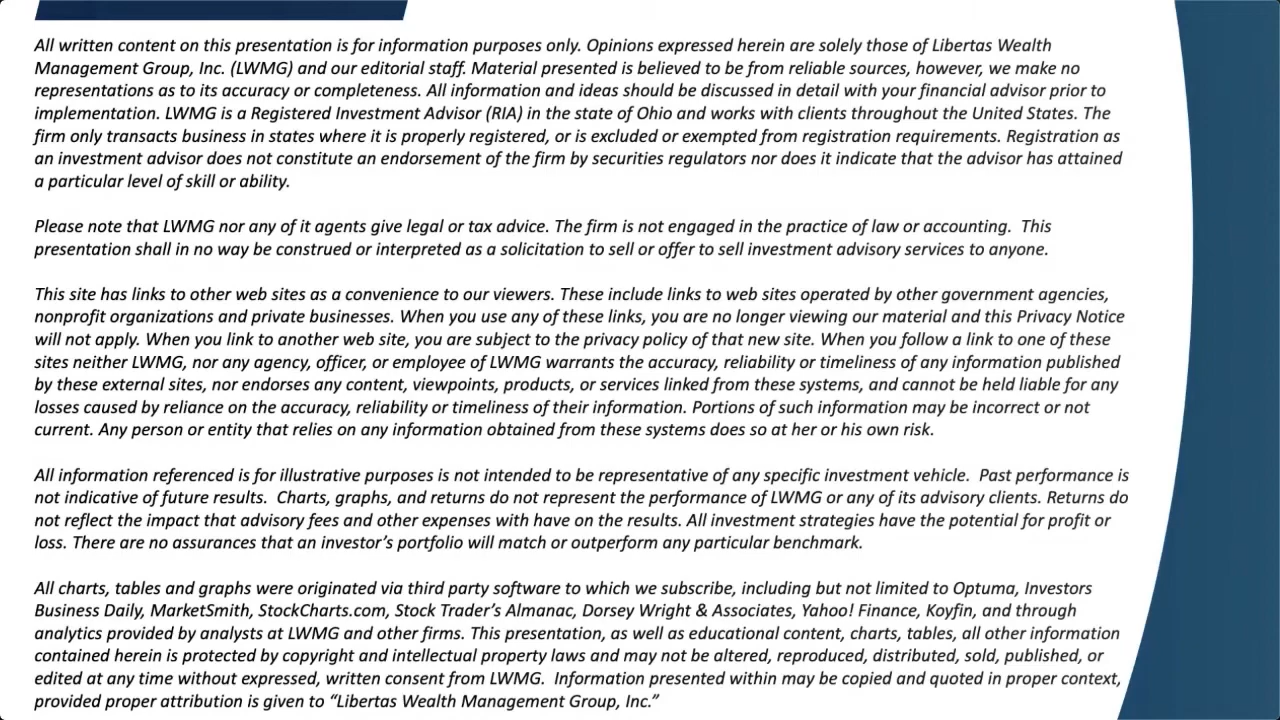 All written content on this presentation is for information purposes only. Opinions expressed herein are solely those of Libertas Wealth
Management Group, Inc. (LWMG) and our editorial staff. Material presented is believed to be from reliable sources, however, we make no
representations as to its accuracy or completeness. All information and ideas should be discussed in detail with your financial advisor prior to
implementation. LWMG is a Registered Investment Advisor (RIA) in the state of Ohio and works with clients throughout the United States. The
firm only transacts business in states where it is properly registered, or is excluded or exempted from registration requirements. Registration as
an investment advisor does not constitute an endorsement of the firm by securities regulators nor does it indicate that the advisor has attained
a particular level of skill or ability.
Please note that LWMG nor any of it agents give legal or tax advice. The firm is not engaged in the practice of law or accounting.  This
presentation shall in no way be construed or interpreted as a solicitation to sell or offer to sell investment advisory services to anyone.
This site has links to other web sites as a convenience to our viewers. These include links to web sites operated by other government agencies,
nonprofit organizations and private businesses. When you use any of these links, you are no longer viewing our material and this Privacy Notice
will not apply. When you link to another web site, you are subject to the privacy policy of that new site. When you follow a link to one of these
sites neither LWMG, nor any agency, officer, or employee of LWMG warrants the accuracy, reliability or timeliness of any information published
by these external sites, nor endorses any content, viewpoints, products, or services linked from these systems, and cannot be held liable for any
losses caused by reliance on the accuracy, reliability or timeliness of their information. Portions of such information may be incorrect or not
current. Any person or entity that relies on any information obtained from these systems does so at her or his own risk.
All information referenced is for illustrative purposes is not intended to be representative of any specific investment vehicle.  Past performance is
not indicative of future results.  Charts, graphs, and returns do not represent the performance of LWMG or any of its advisory clients. Returns do
not reflect the impact that advisory fees and other expenses with have on the results. All investment strategies have the potential for profit or
loss. There are no assurances that an investor’s portfolio will match or outperform any particular benchmark.
All charts, tables and graphs were originated via third party software to which we subscribe, including but not limited to Optuma, Investors
Business Daily, MarketSmith, StockCharts.com, Stock Trader’s Almanac, Dorsey Wright & Associates, Yahoo! Finance, Koyfin, and through
analytics provided by analysts at LWMG and other firms. This presentation, as well as educational content, charts, tables, all other information
contained herein is protected by copyright and intellectual property laws and may not be altered, reproduced, distributed, sold, published, or
edited at any time without expressed, written consent from LWMG.  Information presented within may be copied and quoted in proper context,
provided proper attribution is given to “Libertas Wealth Management Group, Inc.”